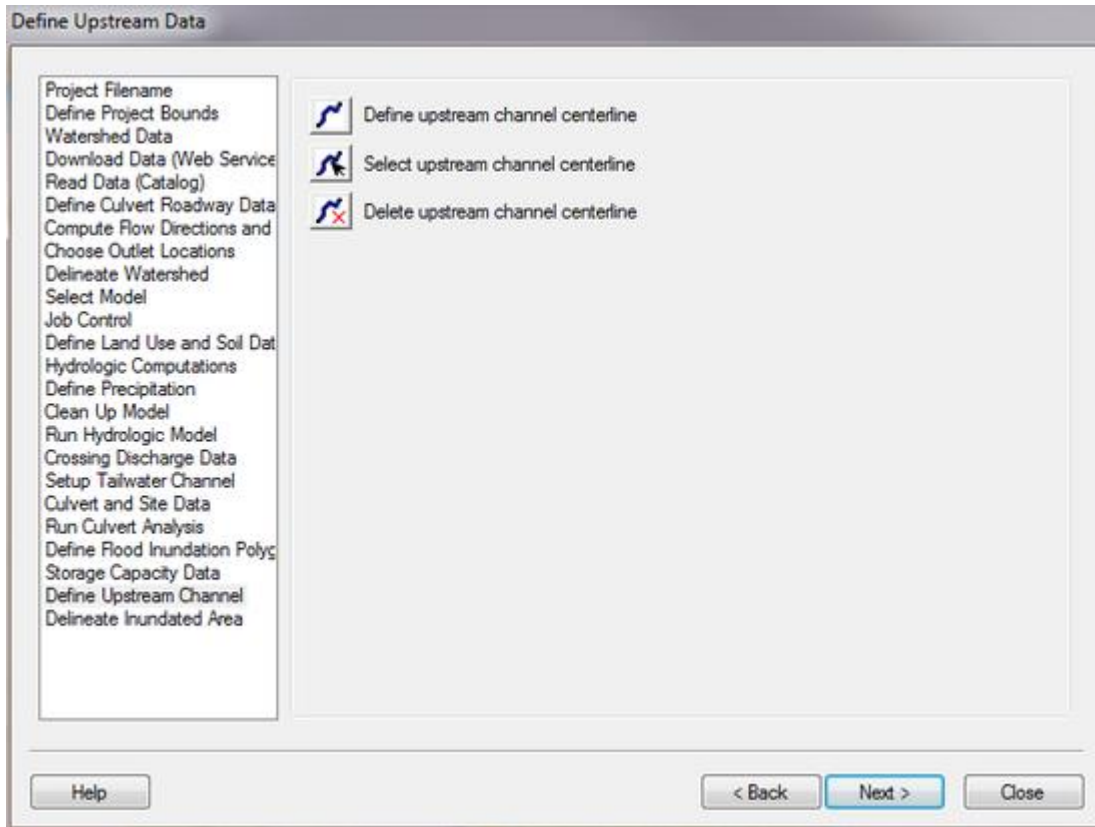 Define Upstream Data
Project Filename
Define Project Bounds
Watershed Data
Download Data (Web Service
Read Data (Catalog)
Define Culvert Roadway Data
Compute Flow Directions and
Choose Outlet Locations
Delineate Watershed
Select Model
Job Control
Define Land Use and Soil Dat
Hydrologic Computations
Define Precipitation
Clean Up Model
Run Hydrologic Model
Crossing Discharge Data
Setup Tailwater Channel
Culvert and Site Data
Run Culvert Analysis
Define Flood Inundation Polyg
Storage Capacity Data
Define Upstream Channel
Delineate Inundated Area
Define upstream channel centerline
Select upstream channel centerline
Delete upstream channel centerline
Help
< Back
Next >
Close